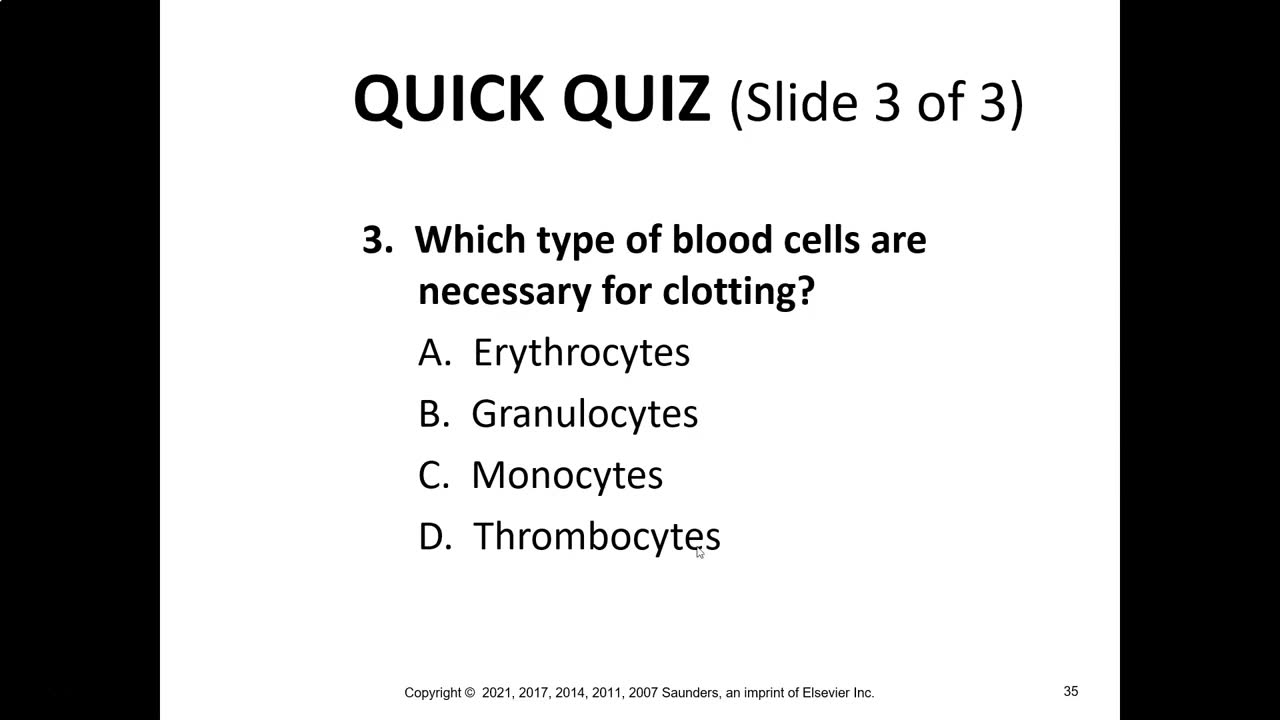 QUICK QUIZ (Slide 3 of 3)
3. Which type of blood cells are
necessary for clotting?
A. Erythrocytes
B. Granulocytes
C. Monocytes
D. Thrombocytes
Copyright © 2021, 2017, 2014, 2011, 2007 Saunders, an imprint of Elsevier Inc.
35